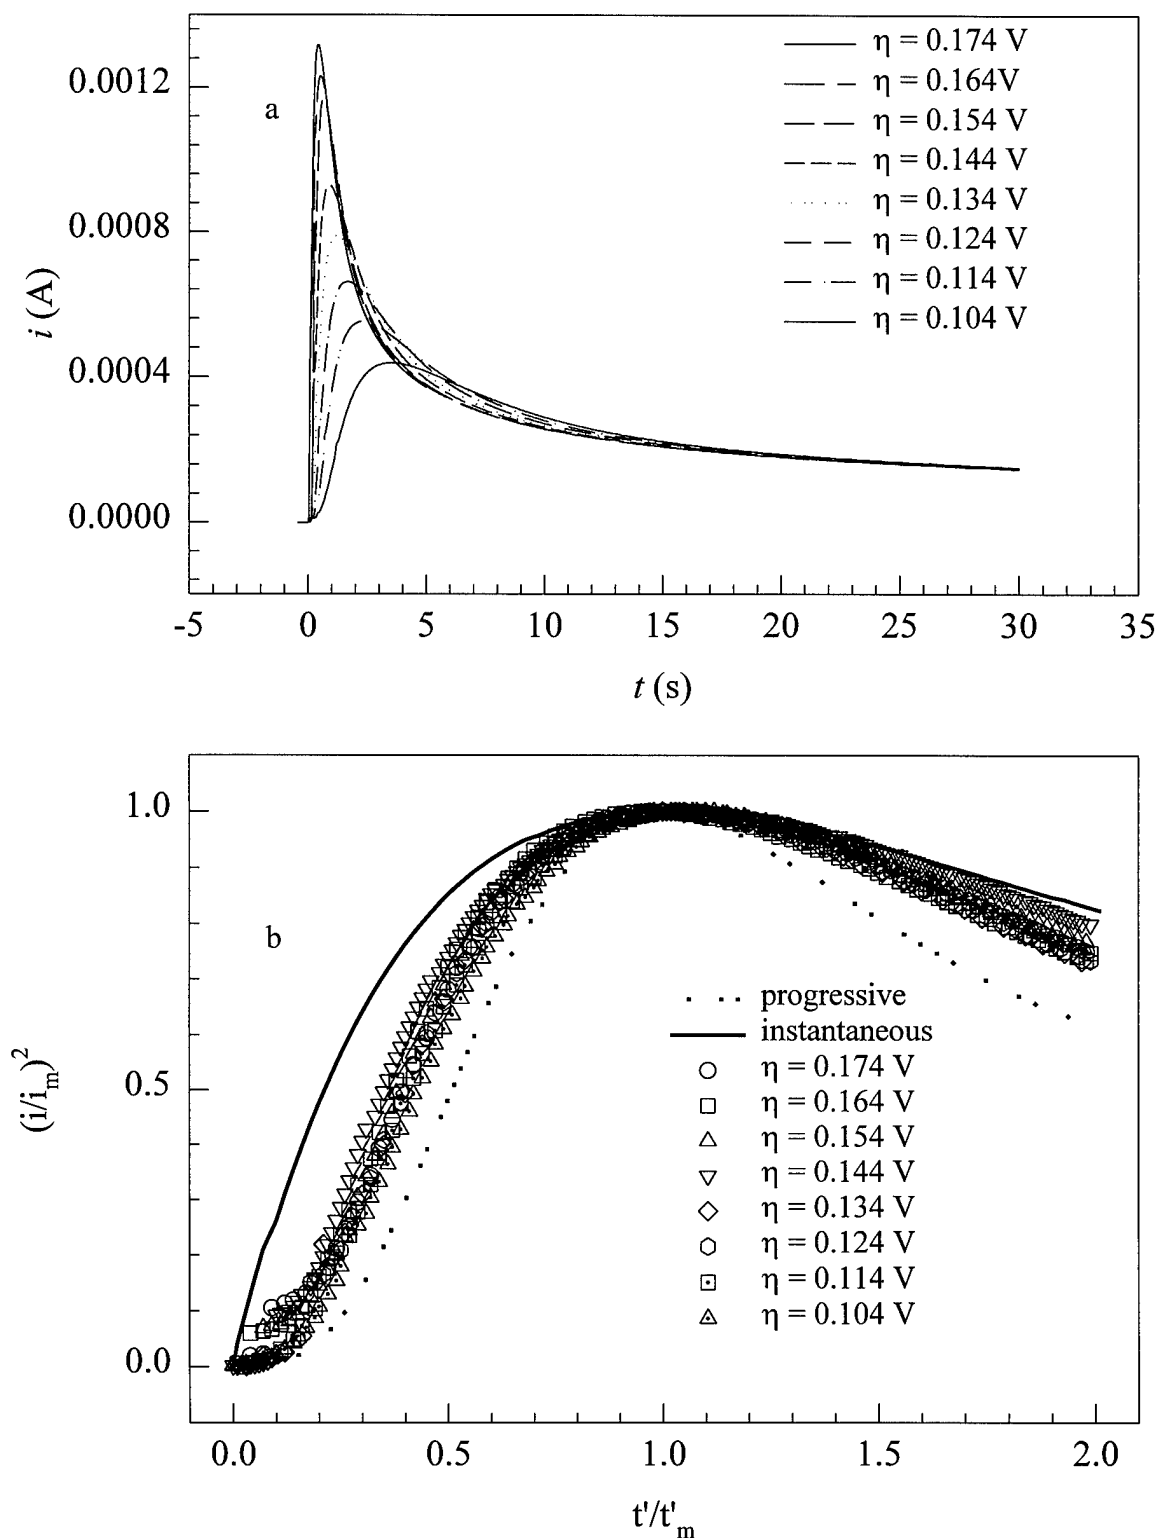 a
η = 0.174 V
η = 0.164V
η = 0.154 V
η = 0.144 V
η = 0.134 V
η = 0.124 V
η = 0.114 V
η = 0.104 V
i (A)
0.0012
0.0008
0.0004
0.0000
-5 0 5 10 15 20 25 30 35
t (s)
b
(i/i_m)^2
1.0
0.5
0.0
progressive
instantaneous
η = 0.174 V
η = 0.164 V
η = 0.154 V
η = 0.144 V
η = 0.134 V
η = 0.124 V
η = 0.114 V
η = 0.104 V
0.0 0.5 1.0 1.5 2.0
t'/t'_m